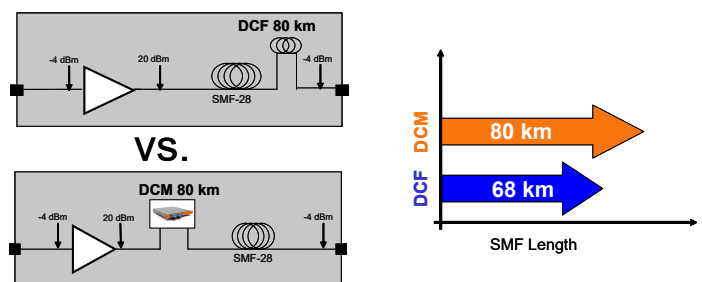 DCF 80 km
-4 dBm
20 dBm
-4 dBm
SMF-28
VS.
DCM 80 km
-4 dBm
20 dBm
-4 dBm
SMF-28
DCM
80 km
DCF
68 km
SMF Length